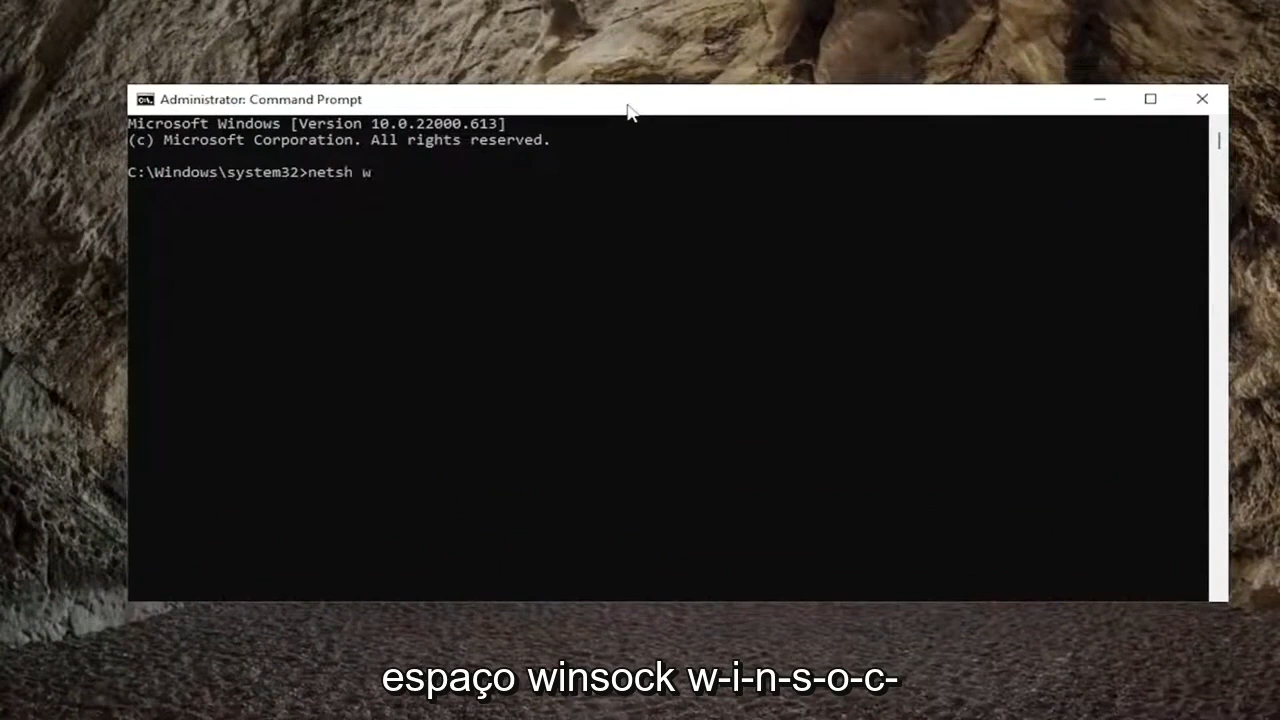 Administrator: Command Prompt
Microsoft Windows [Version 10.0.22000.613]
(c) Microsoft Corporation. All rights reserved.
C:\Windows\system32>netsh w
espaço winsock w-i-n-s-o-c-